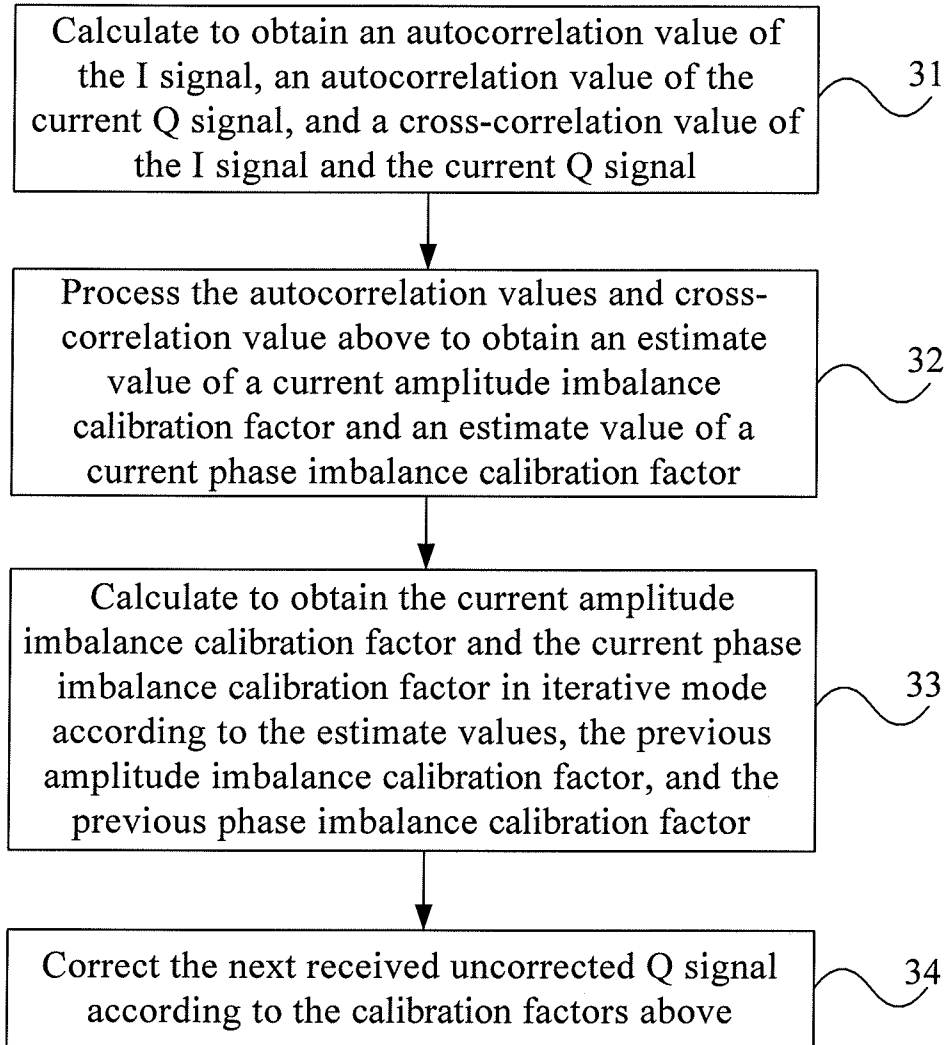 Calculate to obtain an autocorrelation value of
the I signal, an autocorrelation value of the
current Q signal, and a cross-correlation value of
the I signal and the current Q signal
31
Process the autocorrelation values and cross-
correlation value above to obtain an estimate
value of a current amplitude imbalance
calibration factor and an estimate value of a
current phase imbalance calibration factor
32
Calculate to obtain the current amplitude
imbalance calibration factor and the current phase
imbalance calibration factor in iterative mode
according to the estimate values, the previous
amplitude imbalance calibration factor, and the
previous phase imbalance calibration factor
33
Correct the next received uncorrected Q signal
according to the calibration factors above
34